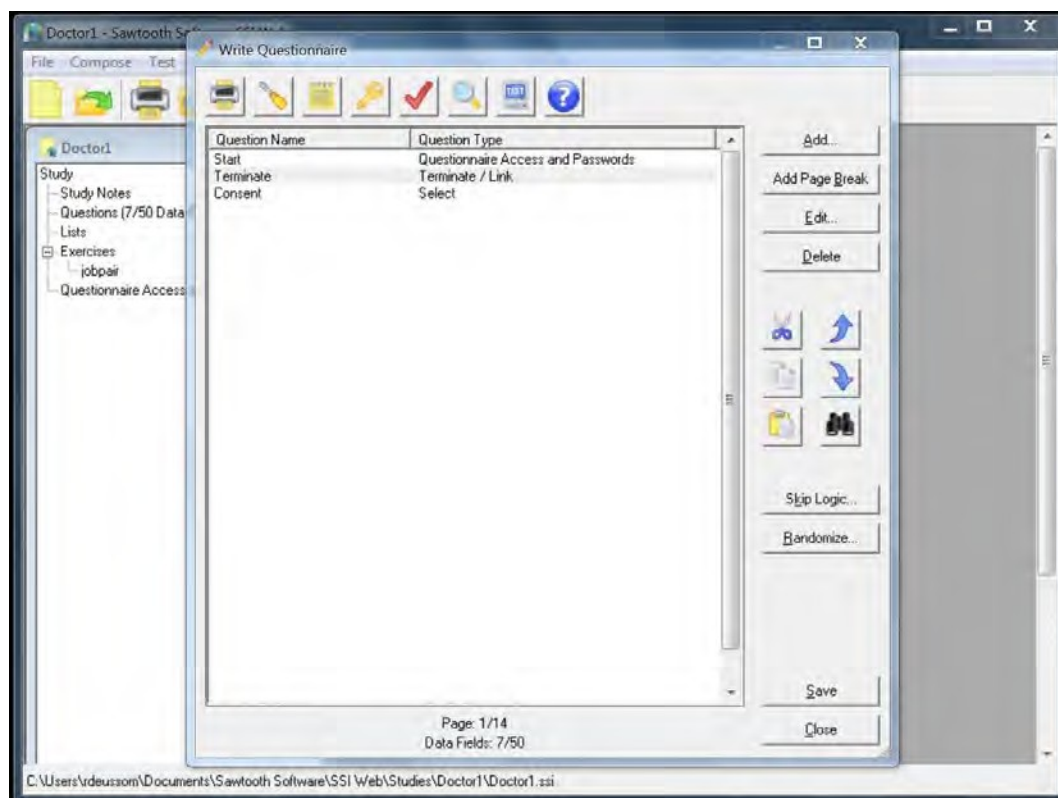 Doctor1 - Sawtooth
Write Questionnaire
File Compose Test
Doctor1
Study
Study Notes
Questions (7/50 Data
Lists
Exercises
jobpair
Questionnaire Access
Question Name Question Type
Start Questionnaire Access and Passwords
Terminate Terminate / Link
Consent Select
Add...
Add Page Break
Edit...
Delete
Skip Logic...
Randomize...
Save
Close
Page: 1/14
Data Fields: 7/50
C:\Users\rdeussom\Documents\Sawtooth Software\SSI Web\Studies\Doctor1\Doctor1.ssi